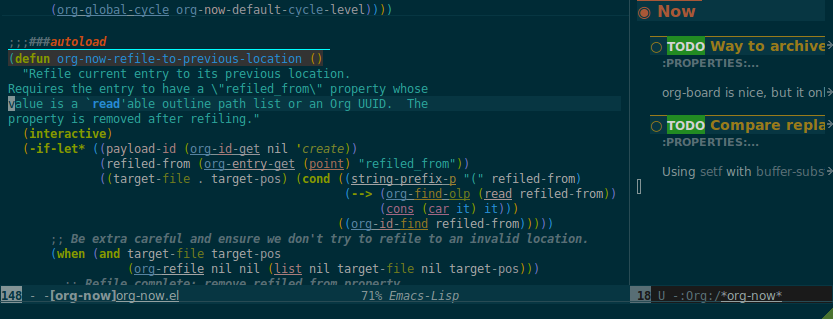 (org-global-cycle org-now-default-cycle-level))))
;;;###autoload
(defun org-now-refile-to-previous-location ()
"Refile current entry to its previous location.
Requires the entry to have a \"refiled_from\" property whose
value is a `read'able outline path list or an Org UUID.  The
property is removed after refiling."
(interactive)
(-if-let* ((payload-id (org-id-get nil 'create))
(refiled-from (org-entry-get (point) "refiled_from"))
((target-file . target-pos) (cond ((string-prefix-p "(" refiled-from)
(--> (org-find-olp (read refiled-from))
(cons (car it) it)))
((org-id-find refiled-from)))))
;; Be extra careful and ensure we don't try to refile to an invalid location.
(when (and target-file target-pos
(org-refile nil nil (list nil target-file nil target-pos)))
;; Refile complete: remove refiled_from property
148 - -[org-now]org-now.el 71% Emacs-Lisp
Now
TODO Way to archive
:PROPERTIES:...
org-board is nice, but it onl
TODO Compare repla
:PROPERTIES:...
Using setf with buffer-subs
18 U -:Org:/*org-now*